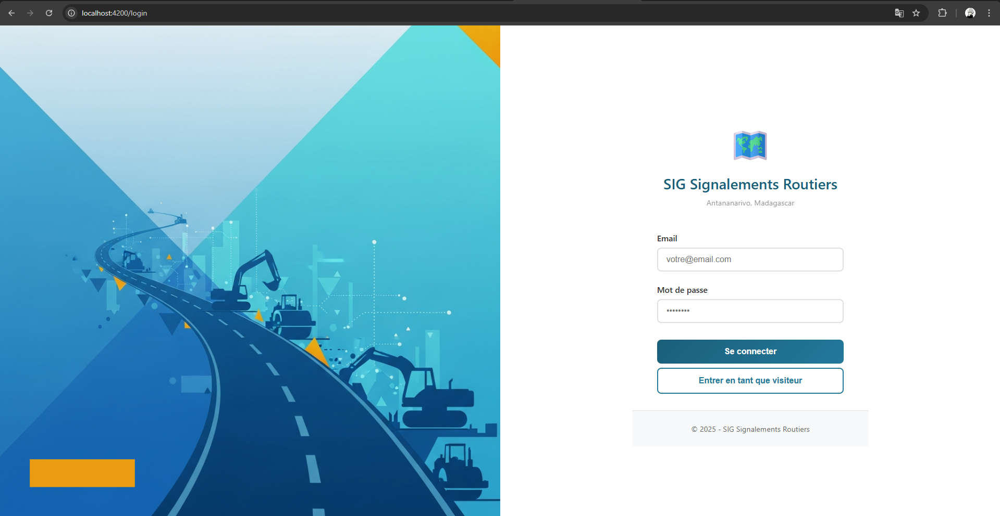 localhost:4200/login
SIG Signalements Routiers
Antananarivo, Madagascar
Email
votre@email.com
Mot de passe
••••••••
Se connecter
Entrer en tant que visiteur
© 2025 - SIG Signalements Routiers